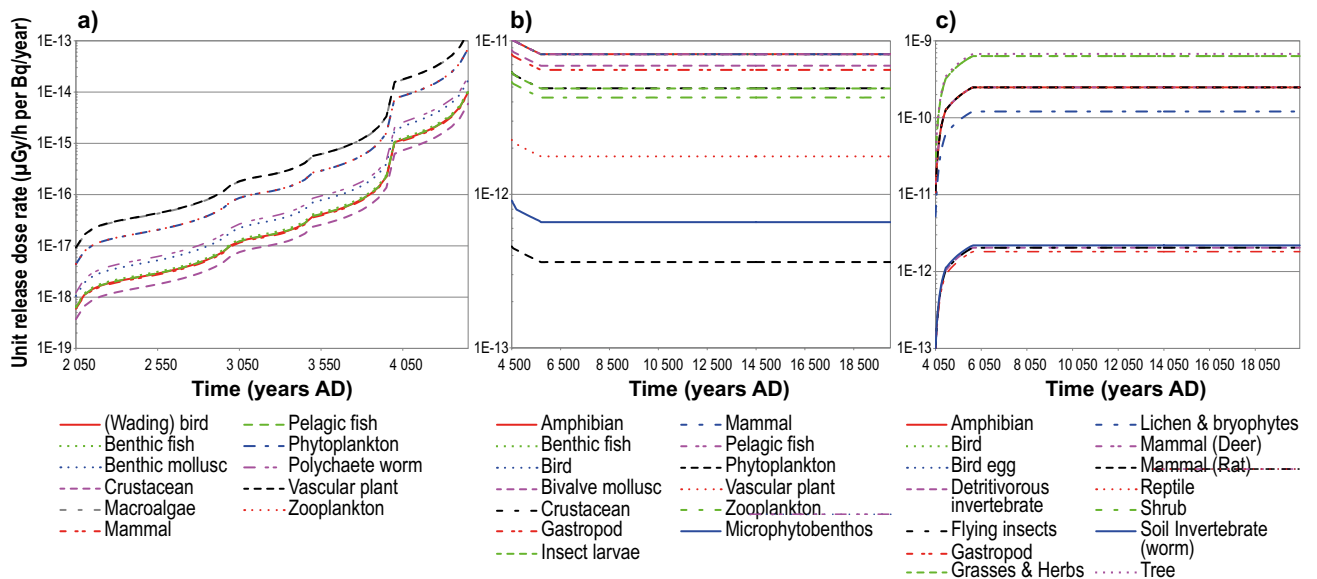 a)
b)
c)
Unit release dose rate (µGy/h per Bq/year)
1E-13
1E-14
1E-15
1E-16
1E-17
1E-18
1E-19
2 050
2 550
3 050
3 550
4 050
Time (years AD)
1E-11
1E-12
1E-13
4 500
6 500
8 500
10 500
12 500
14 500
16 500
18 500
Time (years AD)
1E-9
1E-10
1E-11
1E-12
1E-13
4 050
6 050
8 050
10 050
12 050
14 050
16 050
18 050
Time (years AD)
(Wading) bird
Benthic fish
Benthic mollusc
Crustacean
Macroalgae
Mammal
Pelagic fish
Phytoplankton
Polychaete worm
Vascular plant
Zooplankton
Amphibian
Benthic fish
Bird
Bivalve mollusc
Crustacean
Gastropod
Insect larvae
Mammal
Pelagic fish
Phytoplankton
Vascular plant
Zooplankton
Microphytobenthos
Amphibian
Bird
Bird egg
Detritivorous
invertebrate
Flying insects
Gastropod
Grasses & Herbs
Lichen & bryophytes
Mammal (Deer)
Mammal (Rat)
Reptile
Shrub
Soil Invertebrate
(worm)
Tree